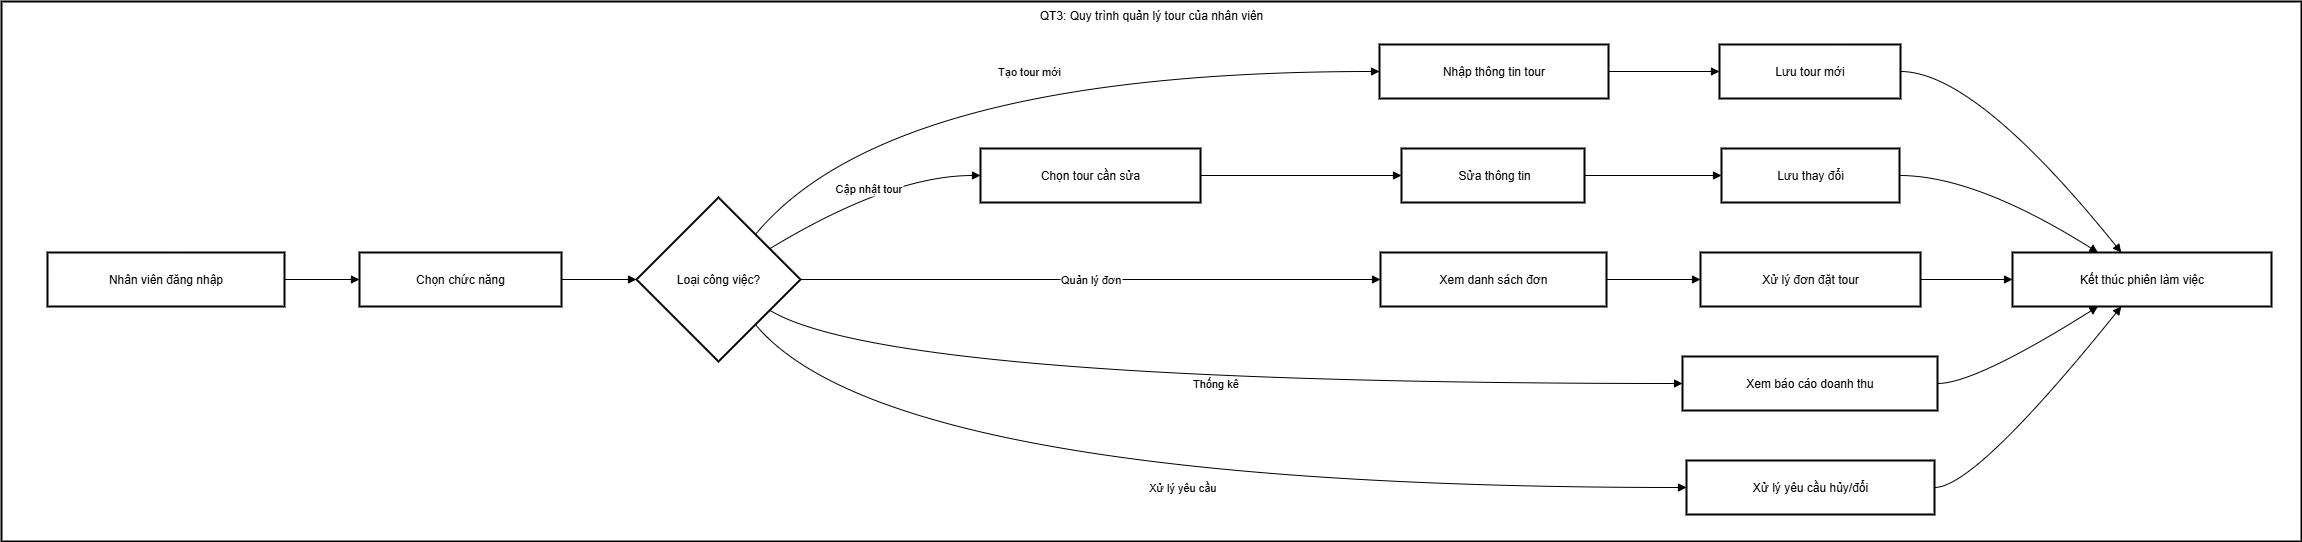 QT3: Quy trình quản lý tour của nhân viên
Tạo tour mới
Nhập thông tin tour
Lưu tour mới
Cập nhật tour
Chọn tour cần sửa
Sửa thông tin
Lưu thay đổi
Nhân viên đăng nhập
Chọn chức năng
Loại công việc?
Quản lý đơn
Xem danh sách đơn
Xử lý đơn đặt tour
Kết thúc phiên làm việc
Thống kê
Xem báo cáo doanh thu
Xử lý yêu cầu
Xử lý yêu cầu hủy/đổi